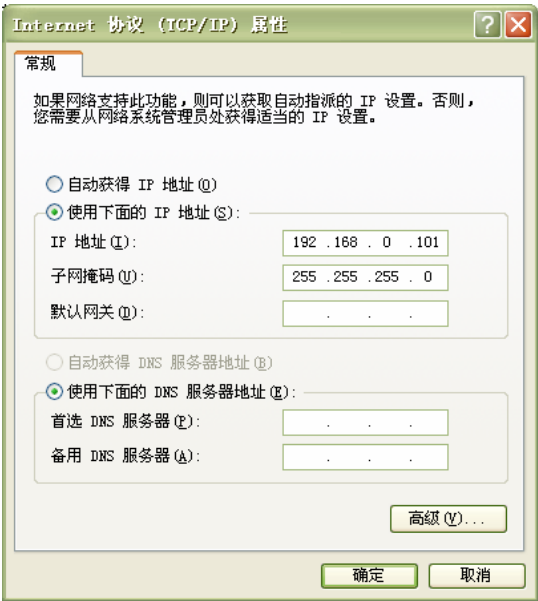 Internet 协议 (TCP/IP) 属性
常规
如果网络支持此功能，则可以获取自动指派的 IP 设置。否则，
您需要从网络系统管理员处获得适当的 IP 设置。
自动获得 IP 地址(O)
使用下面的 IP 地址(S):
IP 地址(I): 192 .168 . 0 .101
子网掩码(U): 255 .255 .255 . 0
默认网关(D): . . .
自动获得 DNS 服务器地址(B)
使用下面的 DNS 服务器地址(E):
首选 DNS 服务器(P): . . .
备用 DNS 服务器(A): . . .
高级(V)...
确定 取消